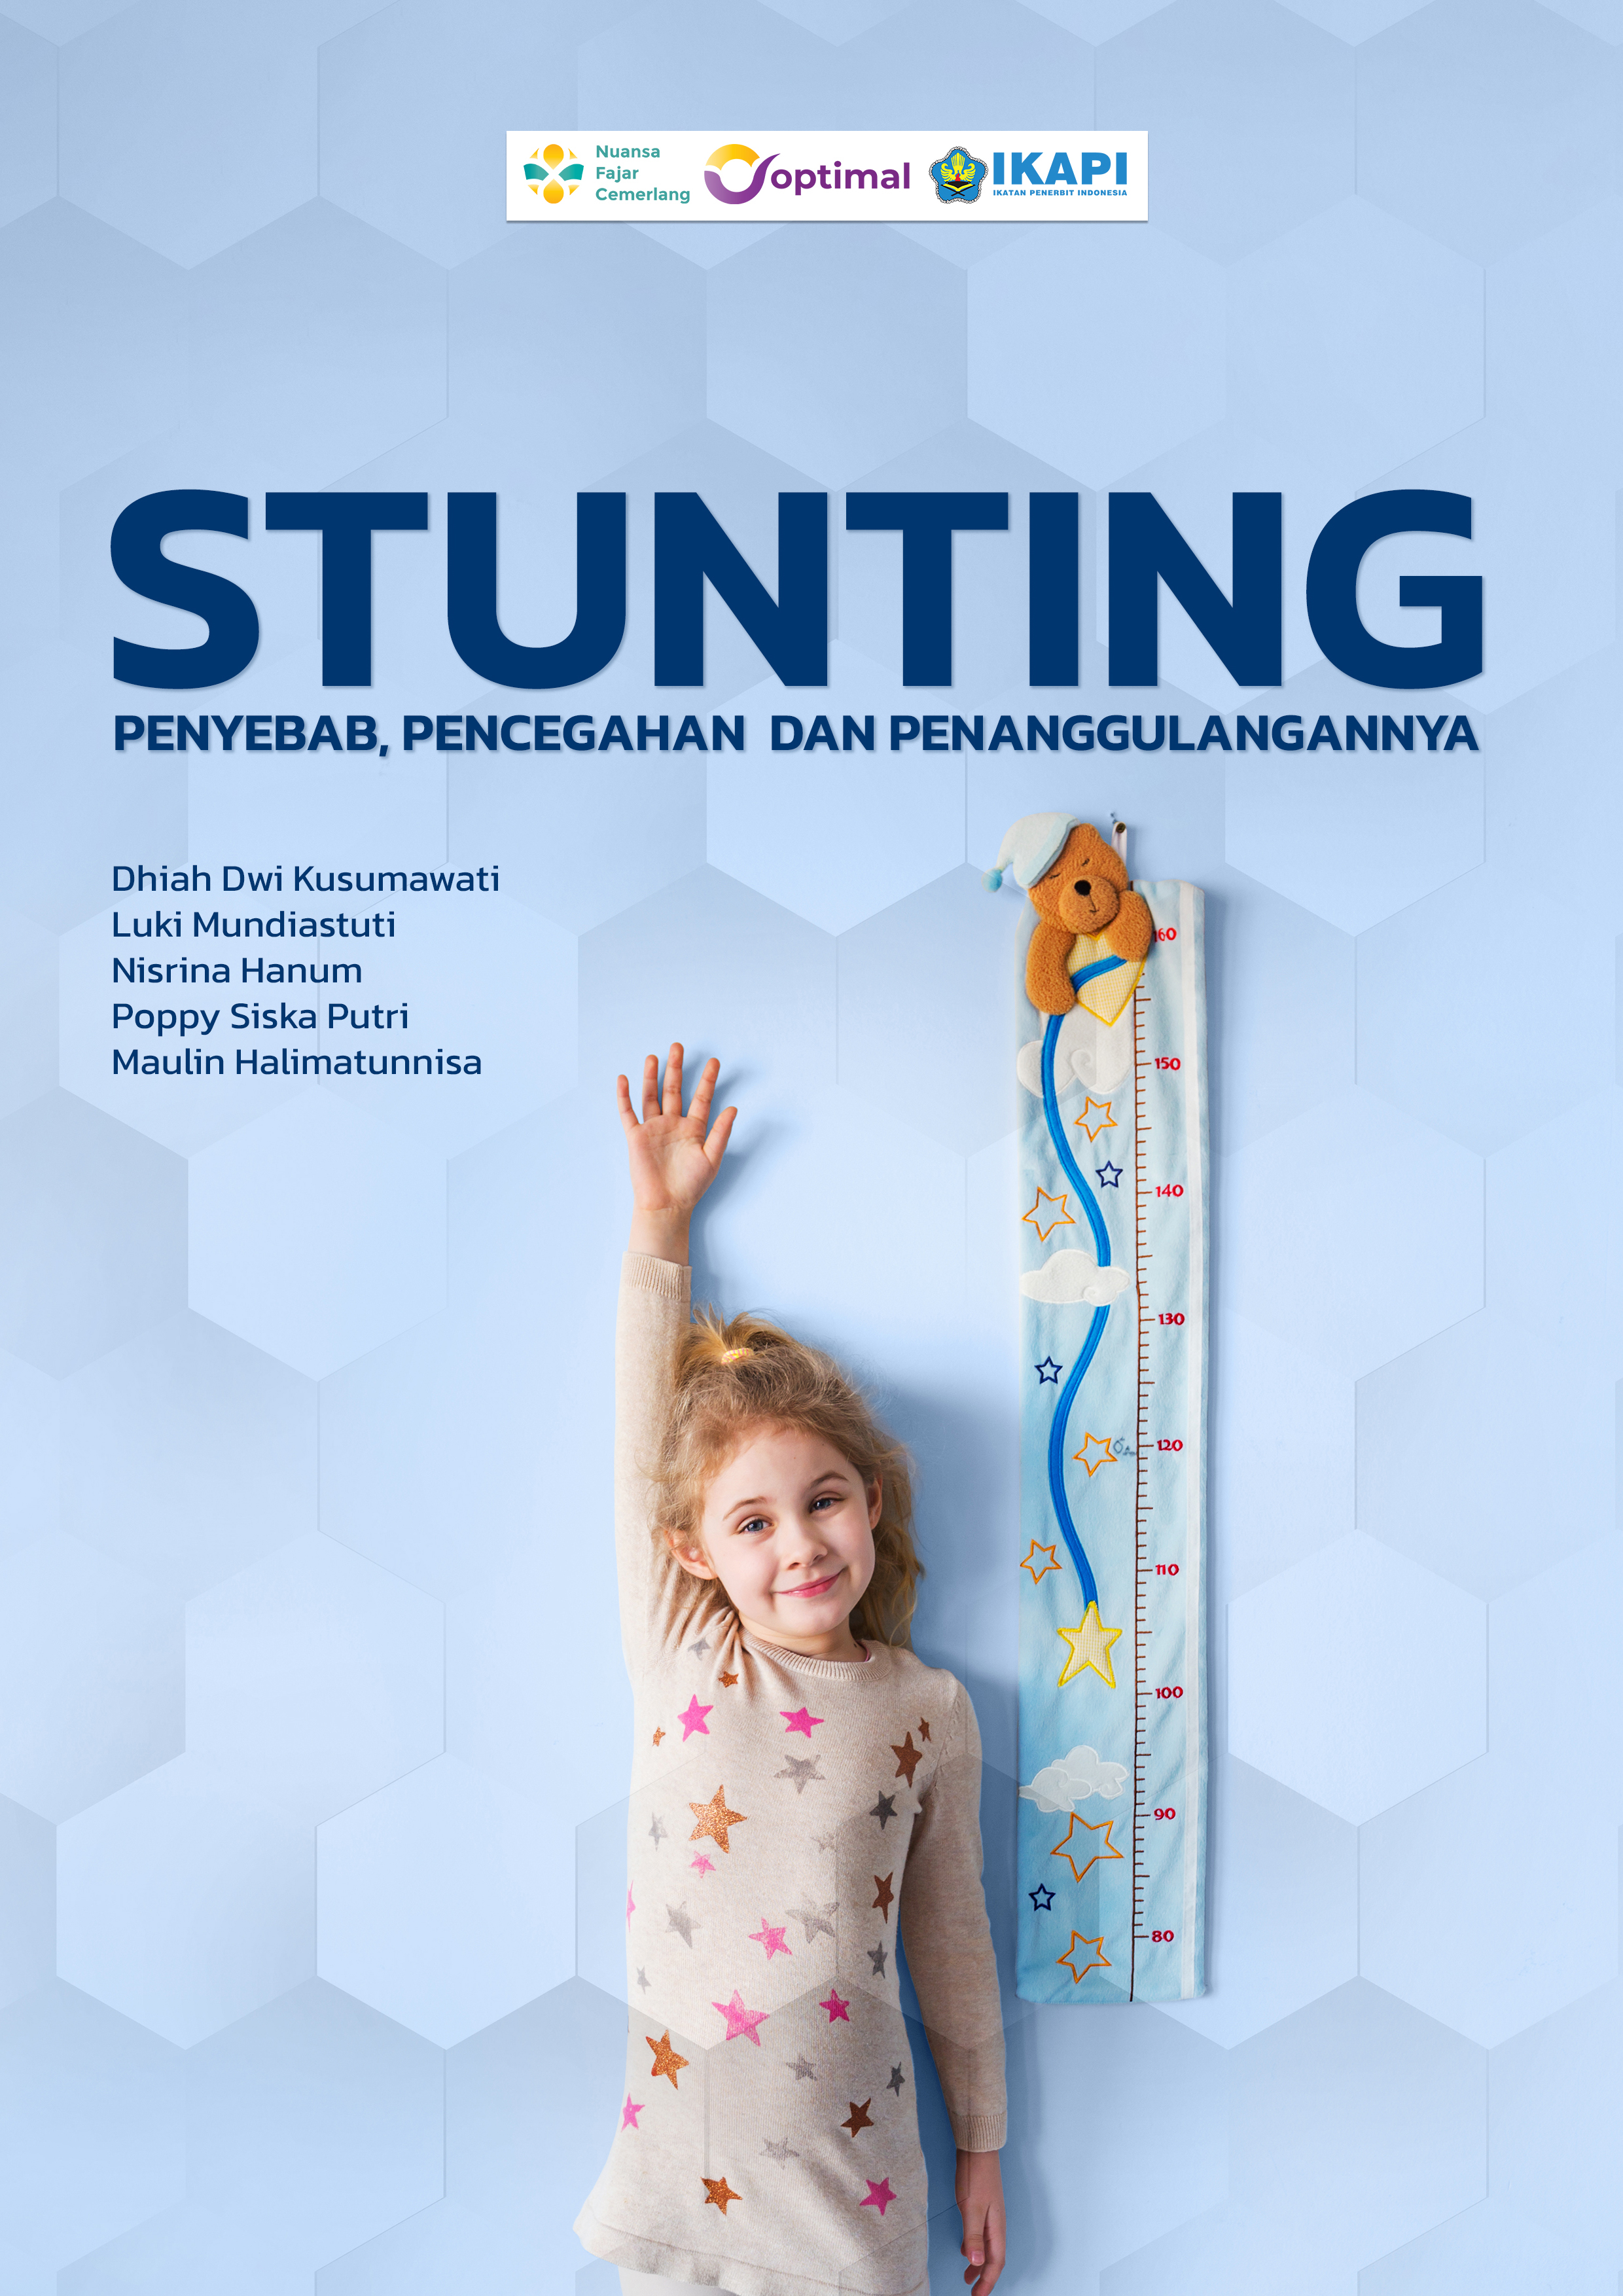 Nuansa
Fajar
Cemerlang
optimal
IKAPI
IKATAN PENERBIT INDONESIA
STUNTING
PENYEBAB, PENCEGAHAN DAN PENANGGULANGANNYA
Dhiah Dwi Kusumawati
Luki Mundiastuti
Nisrina Hanum
Poppy Siska Putri
Maulin Halimatunnisa
160
150
140
130
120
110
100
90
80